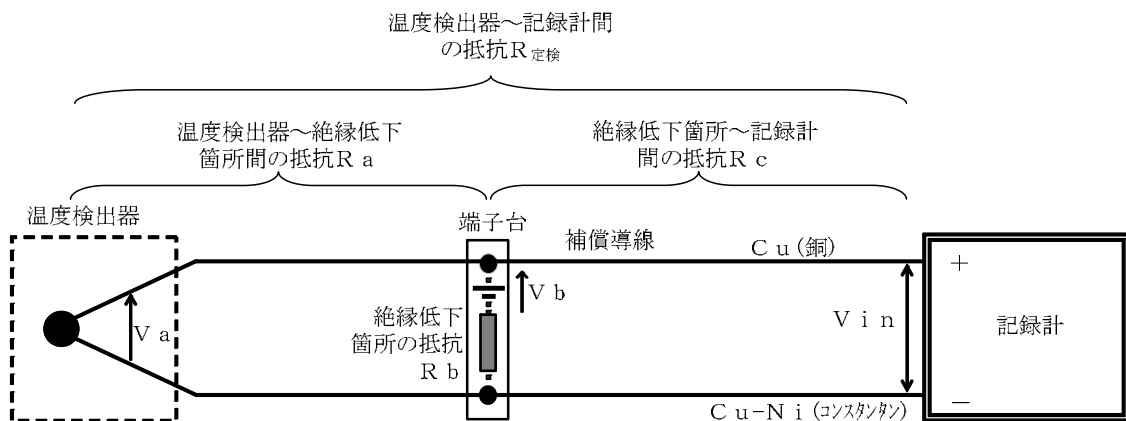 温度検出器～記録計間
の抵抗R定検
温度検出器～絶縁低下
箇所間の抵抗Ｒａ
絶縁低下箇所～記録計
間の抵抗Ｒｃ
温度検出器
端子台
補償導線
Ｃｕ(銅)
＋
Ｖｂ
Ｖａ
絶縁低下
箇所の抵抗
Ｒｂ
Ｖｉｎ
記録計
－
Ｃｕ-Ｎｉ(ｺﾝｽﾀﾝﾀﾝ)